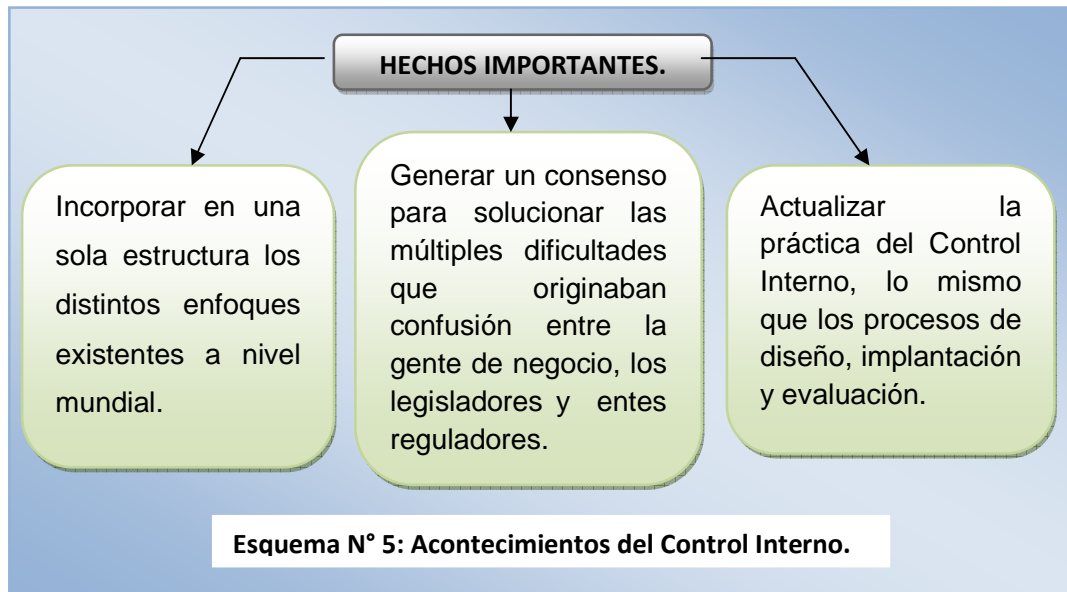 HECHOS IMPORTANTES.
Incorporar en una
sola estructura los
distintos enfoques
existentes a nivel
mundial.
Generar un consenso
para solucionar las
múltiples dificultades
que originaban
confusión entre la
gente de negocio, los
legisladores y entes
reguladores.
Actualizar la
práctica del Control
Interno, lo mismo
que los procesos de
diseño, implantación
y evaluación.
Esquema N° 5: Acontecimientos del Control Interno.